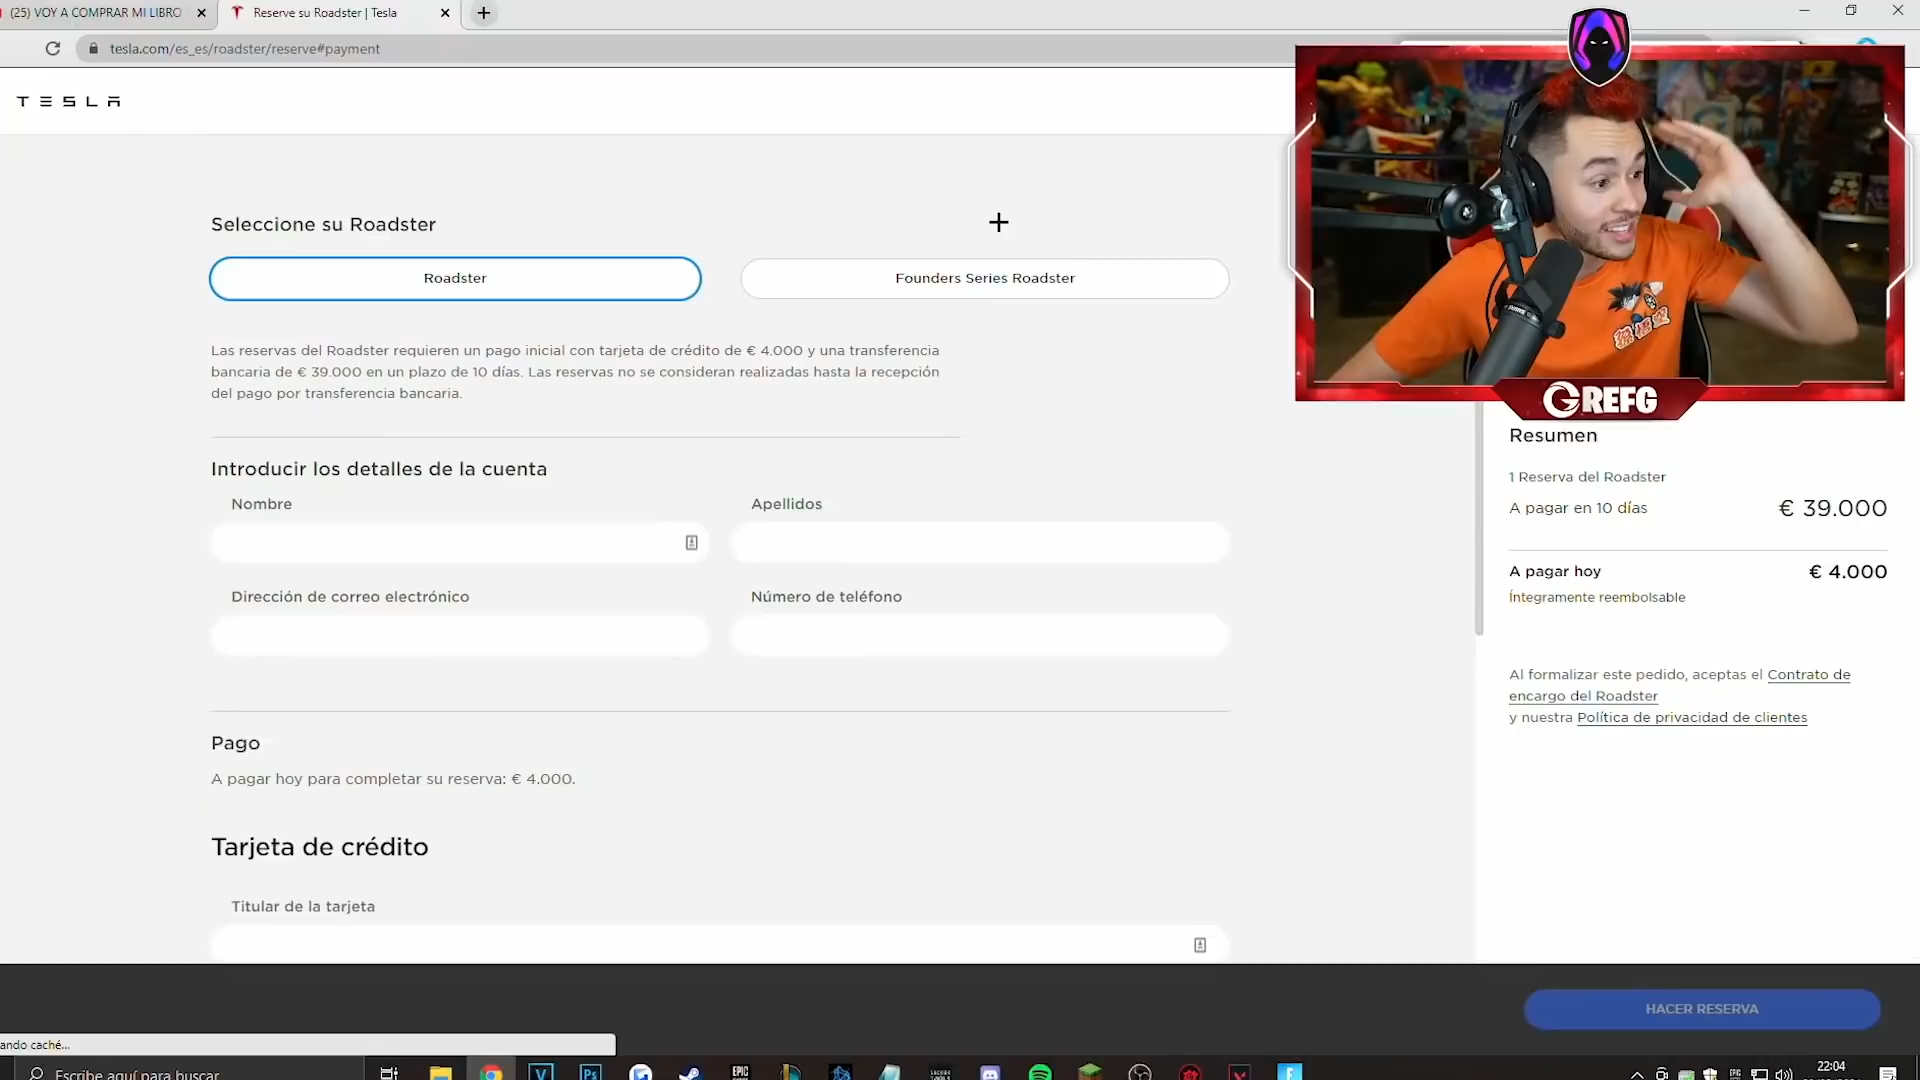 (25) VOY A COMPRAR MI LIBRO
Reserve su Roadster | Tesla
tesla.com/es_es/roadster/reserve#payment
TESLA
Seleccione su Roadster
Roadster
Founders Series Roadster
Las reservas del Roadster requieren un pago inicial con tarjeta de crédito de € 4.000 y una transferencia
bancaria de € 39.000 en un plazo de 10 días. Las reservas no se consideran realizadas hasta la recepción
del pago por transferencia bancaria.
GREFG
Introducir los detalles de la cuenta
Nombre
Apellidos
Dirección de correo electrónico
Número de teléfono
Pago
A pagar hoy para completar su reserva: € 4.000.
Tarjeta de crédito
Titular de la tarjeta
Resumen
1 Reserva del Roadster
A pagar en 10 días € 39.000
A pagar hoy € 4.000
Íntegramente reembolsable
Al formalizar este pedido, aceptas el Contrato de
encargo del Roadster
y nuestra Política de privacidad de clientes
HACER RESERVA
ando caché...
Escribe aquí para buscar
V
Ps
EPIC
22:04